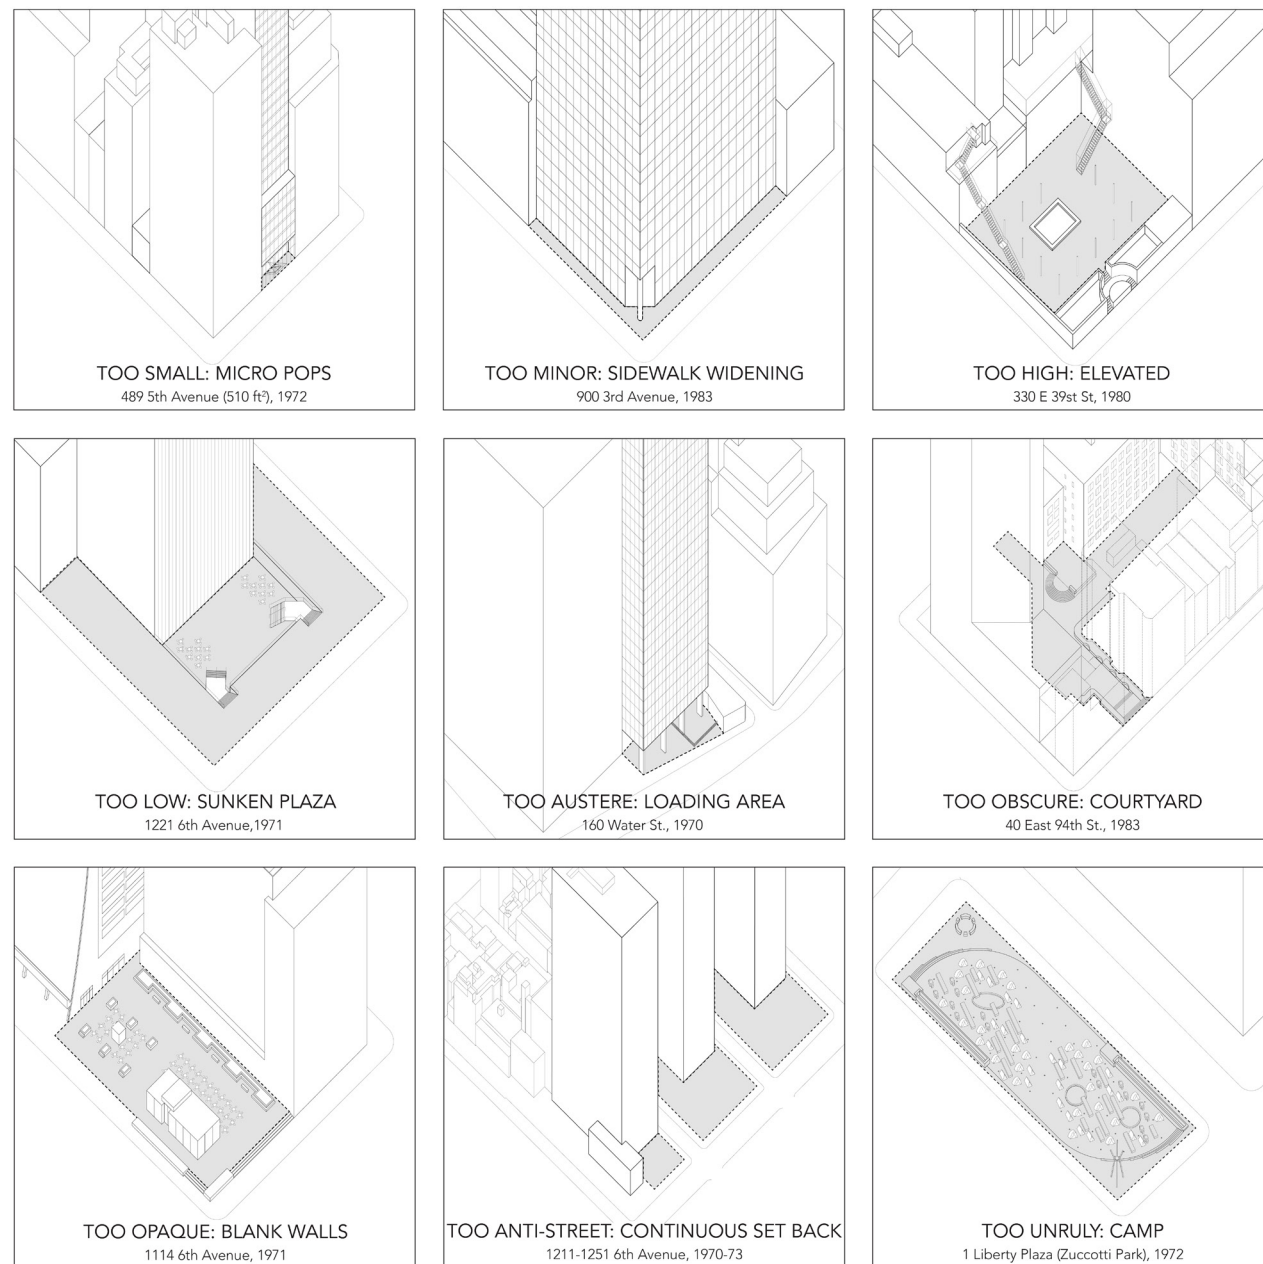 TOO SMALL: MICRO POPS
489 5th Avenue (510 ft²), 1972
TOO MINOR: SIDEWALK WIDENING
900 3rd Avenue, 1983
TOO HIGH: ELEVATED
330 E 39st St, 1980
TOO LOW: SUNKEN PLAZA
1221 6th Avenue,1971
TOO AUSTERE: LOADING AREA
160 Water St., 1970
TOO OBSCURE: COURTYARD
40 East 94th St., 1983
TOO OPAQUE: BLANK WALLS
1114 6th Avenue, 1971
TOO ANTI-STREET: CONTINUOUS SET BACK
1211-1251 6th Avenue, 1970-73
TOO UNRULY: CAMP
1 Liberty Plaza (Zuccotti Park), 1972